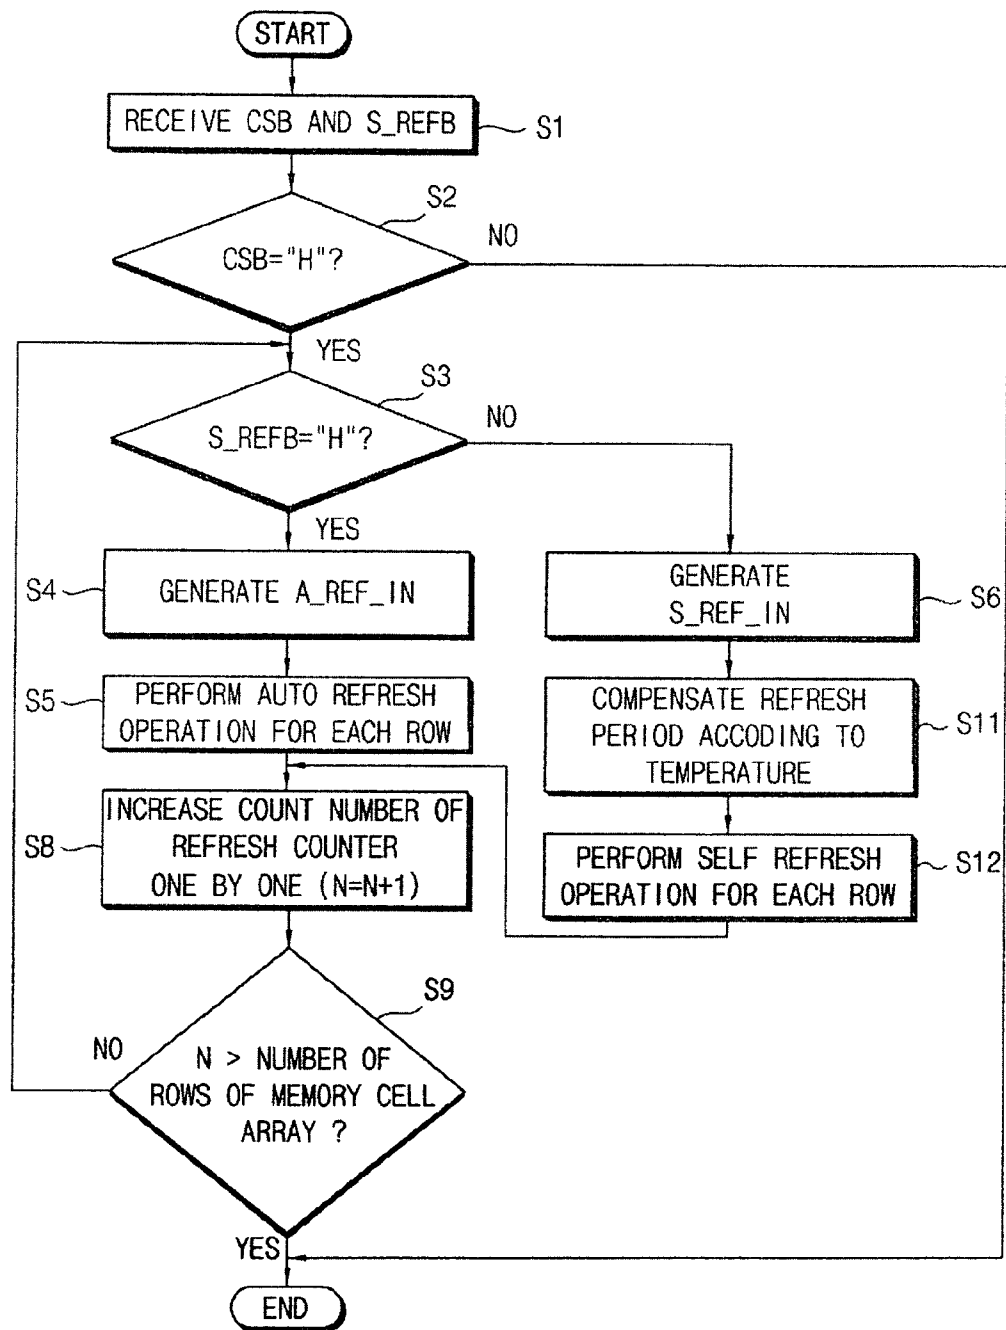 START
RECEIVE CSB AND S_REFB
S1
S2
CSB="H"?
NO
YES
S3
S_REFB="H"?
NO
YES
S4
GENERATE A_REF_IN
GENERATE
S_REF_IN
S6
S5
PERFORM AUTO REFRESH
OPERATION FOR EACH ROW
COMPENSATE REFRESH
PERIOD ACCODING TO
TEMPERATURE
S11
S8
INCREASE COUNT NUMBER OF
REFRESH COUNTER
ONE BY ONE (N=N+1)
PERFORM SELF REFRESH
OPERATION FOR EACH ROW
S12
S9
NO
N > NUMBER OF
ROWS OF MEMORY CELL
ARRAY ?
YES
END